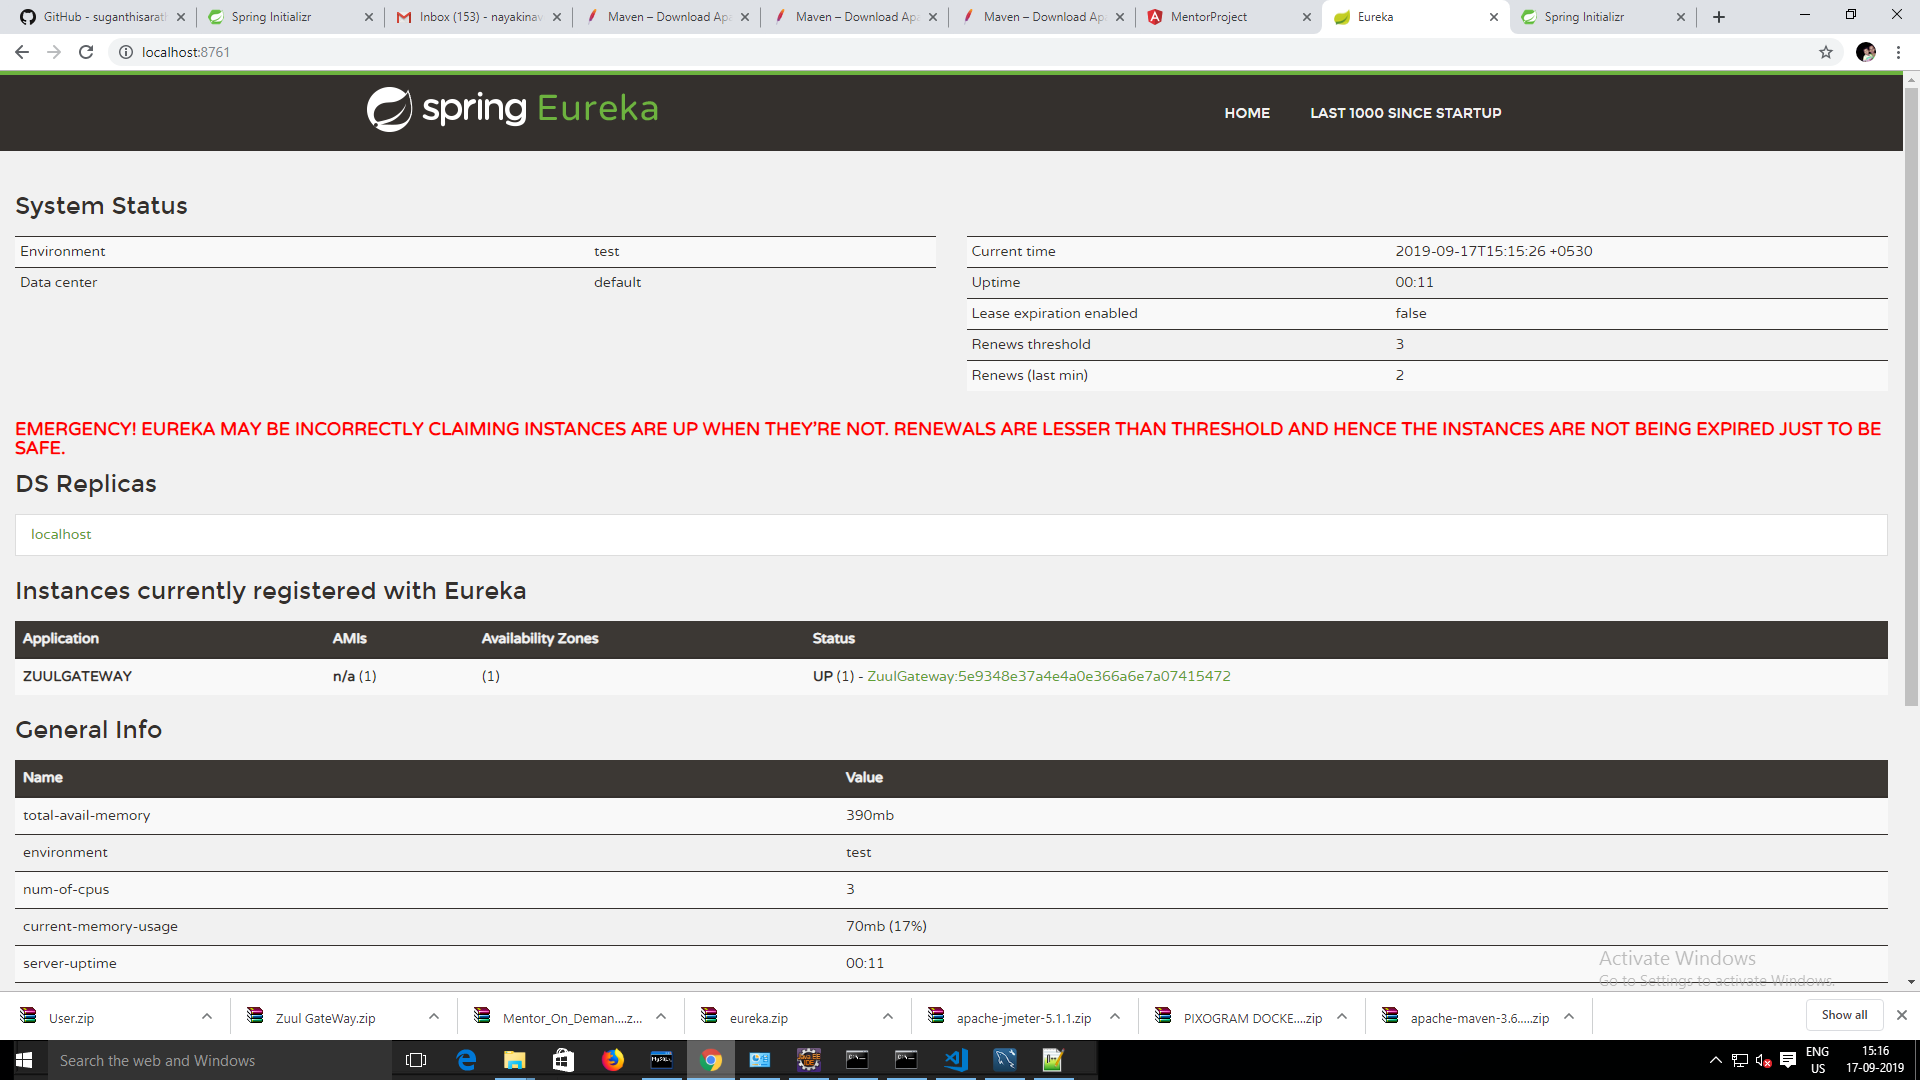 GitHub - suganthisarat
Spring Initializr
Inbox (153) - nayakinav
Maven – Download Ap
Maven – Download Ap
Maven – Download Ap
MentorProject
Eureka
Spring Initializr
localhost:8761
spring Eureka
HOME
LAST 1000 SINCE STARTUP
System Status
Environment test
Data center default
Current time 2019-09-17T15:15:26 +0530
Uptime 00:11
Lease expiration enabled false
Renews threshold 3
Renews (last min) 2
EMERGENCY! EUREKA MAY BE INCORRECTLY CLAIMING INSTANCES ARE UP WHEN THEY'RE NOT. RENEWALS ARE LESSER THAN THRESHOLD AND HENCE THE INSTANCES ARE NOT BEING EXPIRED JUST TO BE
SAFE.
DS Replicas
localhost
Instances currently registered with Eureka
Application AMIs Availability Zones Status
ZUULGATEWAY n/a (1) (1) UP (1) - ZuulGateway:5e9348e37a4e4a0e366a6e7a07415472
General Info
Name Value
total-avail-memory 390mb
environment test
num-of-cpus 3
current-memory-usage 70mb (17%)
server-uptime 00:11
Activate Windows
Go to Settings to activate Windows.
User.zip
Zuul GateWay.zip
Mentor_On_Deman....z...
eureka.zip
apache-jmeter-5.1.1.zip
PIXOGRAM DOCKE....zip
apache-maven-3.6.....zip
Show all
Search the web and Windows
ENG
US
15:16
17-09-2019